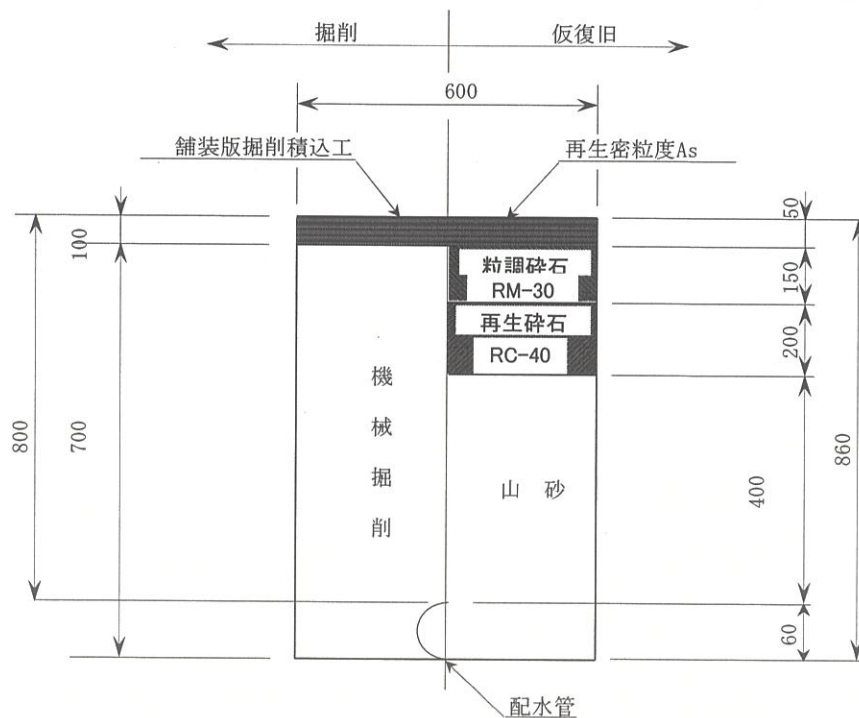 掘削
仮復旧
600
舗装版掘削積込工
再生密粒度As
50
100
粒調砕石
RM-30
150
再生砕石
RC-40
200
機械掘削
800
700
山砂
400
860
60
配水管